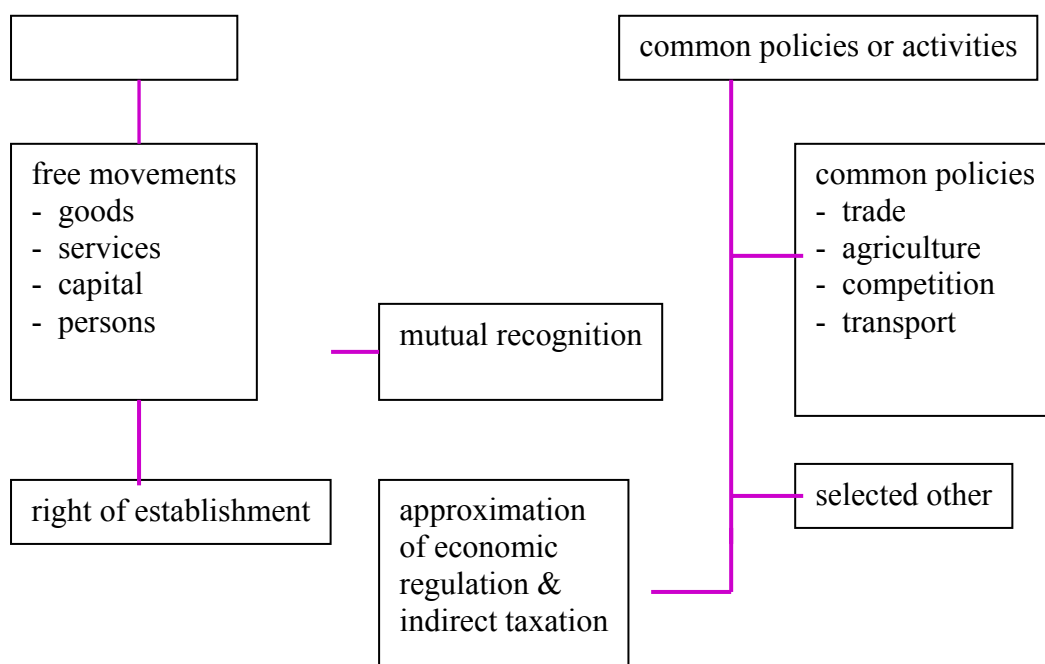 common policies or activities
free movements
- goods
- services
- capital
- persons
common policies
- trade
- agriculture
- competition
- transport
mutual recognition
right of establishment
approximation
of economic
regulation &
indirect taxation
selected other